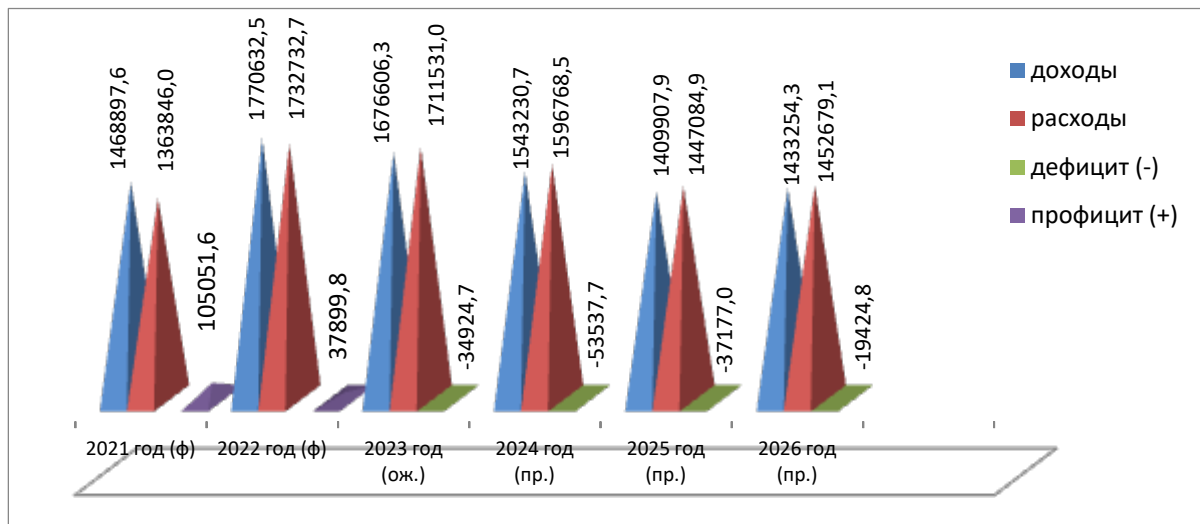 1468897,6
1363846,0
105051,6
1770632,5
1732732,7
37899,8
1676606,3
1711531,0
-34924,7
1543230,7
1596768,5
-53537,7
1409907,9
1447084,9
-37177,0
1433254,3
1452679,1
-19424,8
доходы
расходы
дефицит (-)
профицит (+)
2021 год (ф)
2022 год (ф)
2023 год
(ож.)
2024 год
(пр.)
2025 год
(пр.)
2026 год
(пр.)